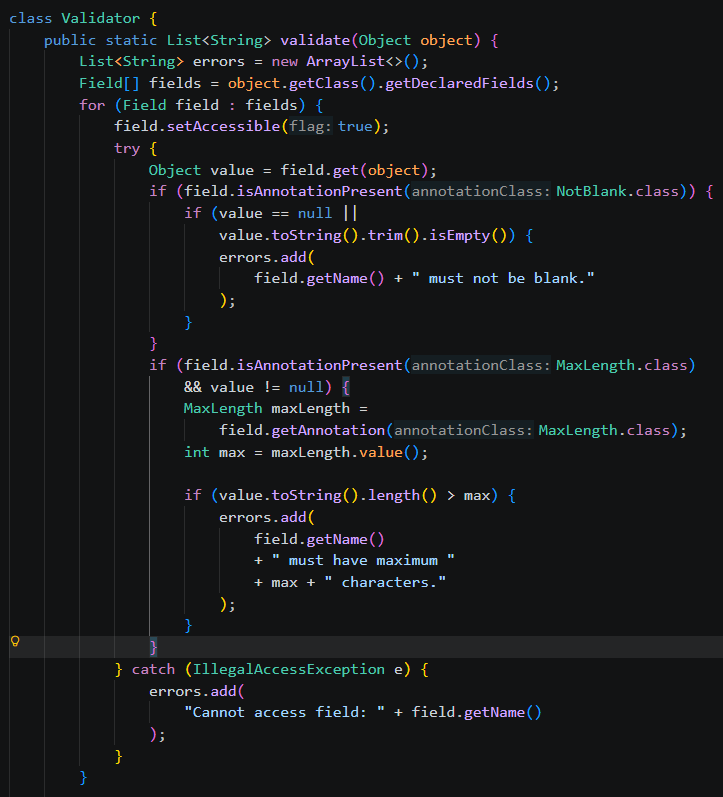 class Validator {
    public static List<String> validate(Object object) {
        List<String> errors = new ArrayList<>();
        Field[] fields = object.getClass().getDeclaredFields();
        for (Field field : fields) {
            field.setAccessible(flag: true);
            try {
                Object value = field.get(object);
                if (field.isAnnotationPresent(annotationClass: NotBlank.class)) {
                    if (value == null ||
                        value.toString().trim().isEmpty()) {
                        errors.add(
                            field.getName() + " must not be blank."
                        );
                    }
                }
                if (field.isAnnotationPresent(annotationClass: MaxLength.class)
                    && value != null) {
                    MaxLength maxLength =
                        field.getAnnotation(annotationClass: MaxLength.class);
                    int max = maxLength.value();

                    if (value.toString().length() > max) {
                        errors.add(
                            field.getName()
                            + " must have maximum "
                            + max + " characters."
                        );
                    }
                }
            } catch (IllegalAccessException e) {
                errors.add(
                    "Cannot access field: " + field.getName()
                );
            }
        }